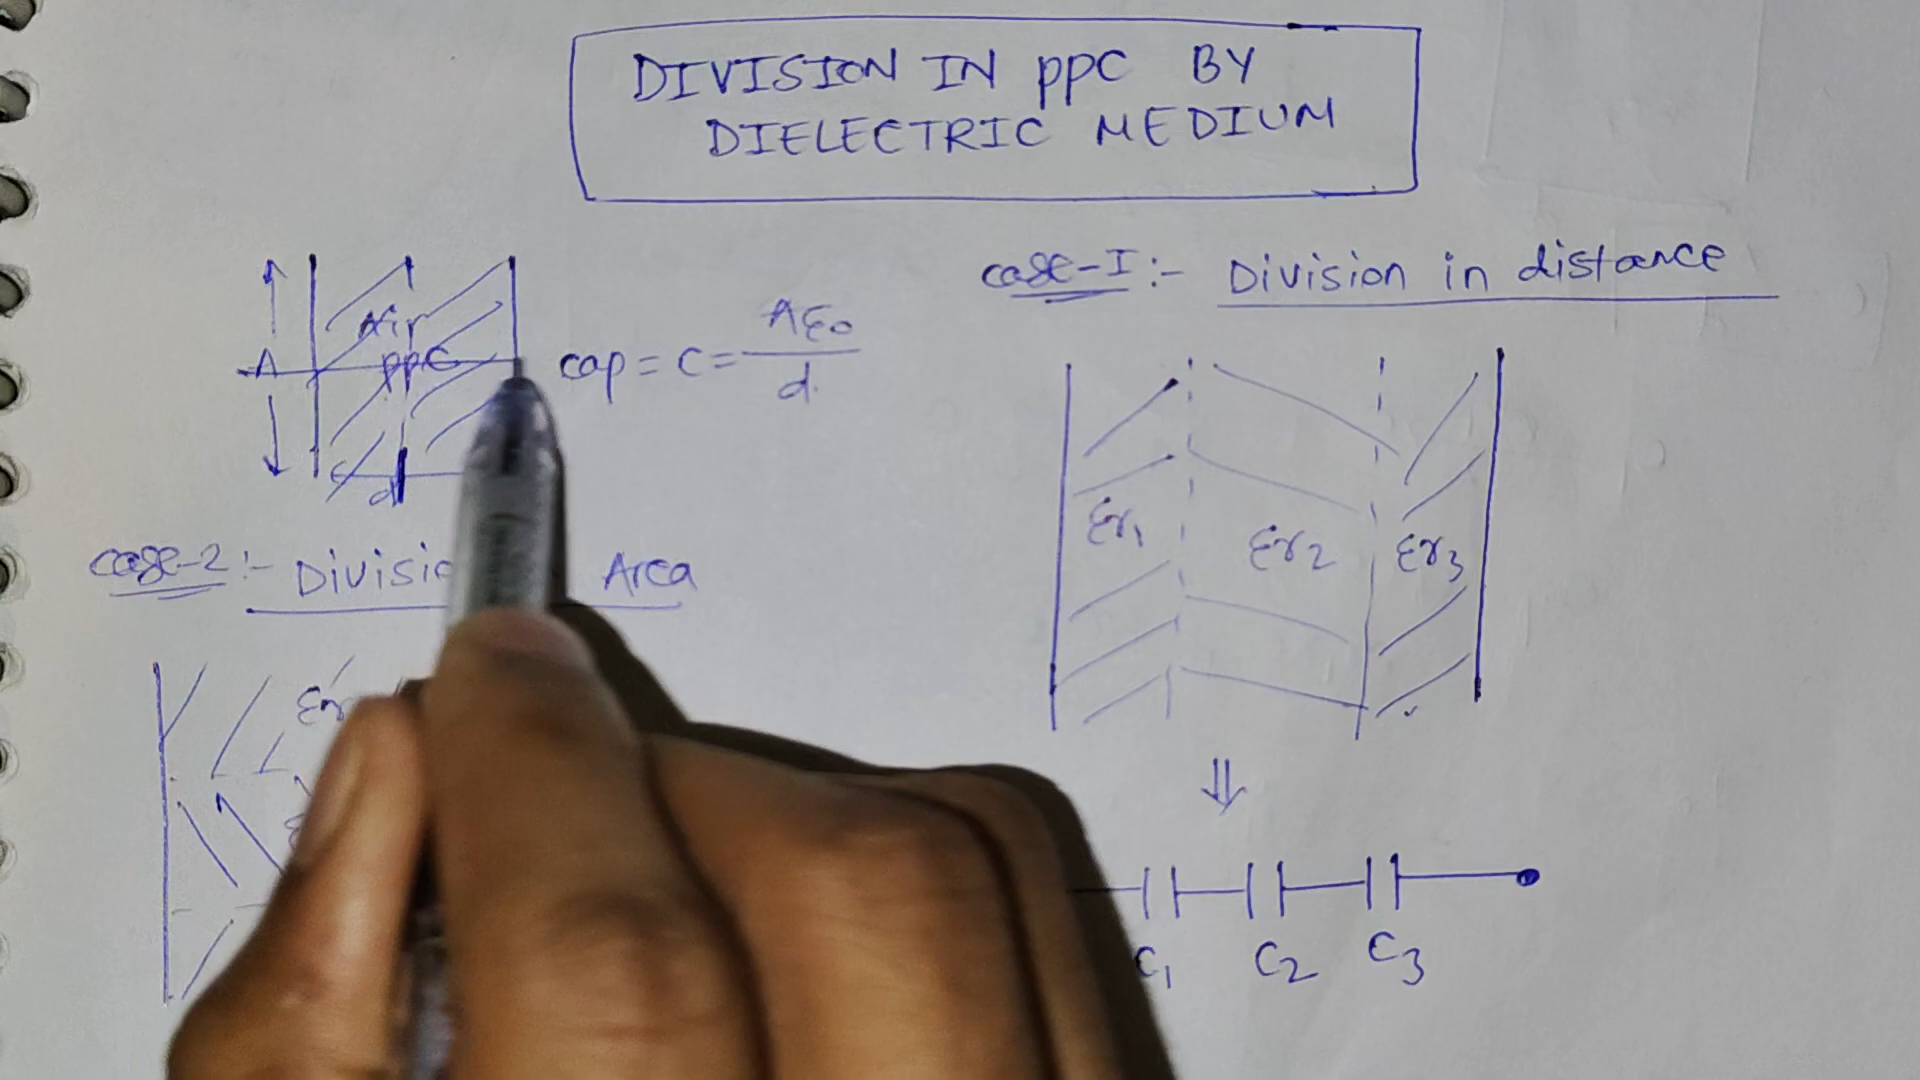 DIVISION IN PPC BY
DIELECTRIC MEDIUM
Air
A
PPC
d
cap = C = Aε₀/d
case-I :- Division in distance
εr₁ εr₂ εr₃
⇓
C₁ C₂ C₃
case-2 :- Area